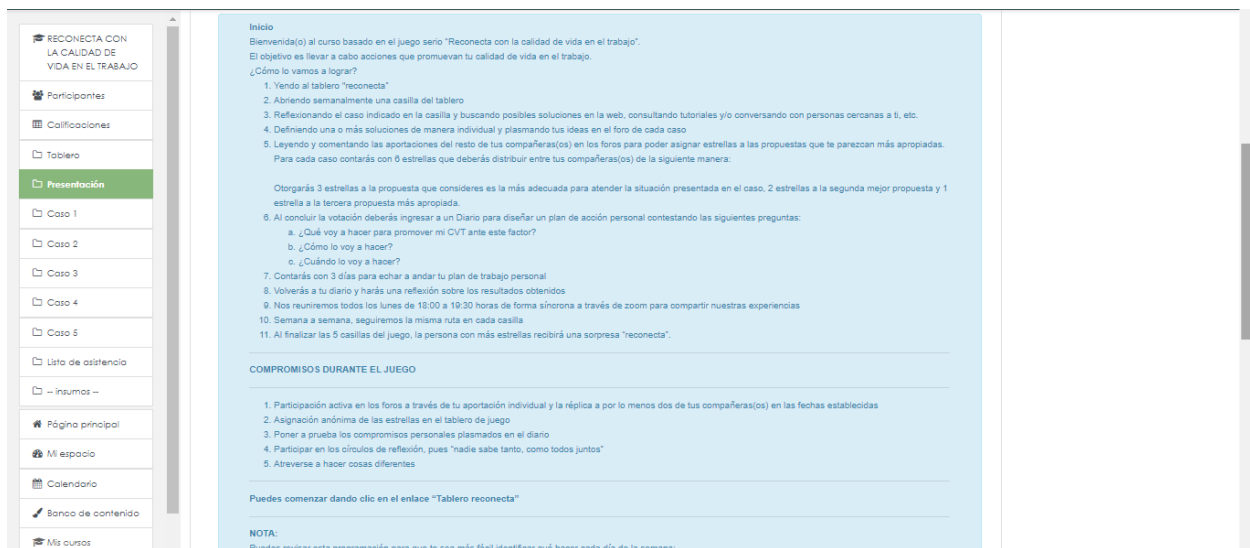 RECONECTA CON
LA CALIDAD DE
VIDA EN EL TRABAJO
Participantes
Calificaciones
Tablero
Presentación
Caso 1
Caso 2
Caso 3
Caso 4
Caso 5
Lista de asistencia
-- insumos --
Página principal
Mi espacio
Calendario
Banco de contenido
Mis cursos
Inicio
Bienvenida(o) al curso basado en el juego serio "Reconecta con la calidad de vida en el trabajo".
El objetivo es llevar a cabo acciones que promuevan tu calidad de vida en el trabajo.
¿Cómo lo vamos a lograr?
1. Yendo al tablero "reconecta"
2. Abriendo semanalmente una casilla del tablero
3. Reflexionando el caso indicado en la casilla y buscando posibles soluciones en la web, consultando tutoriales y/o conversando con personas cercanas a ti, etc.
4. Definiendo una o más soluciones de manera individual y plasmando tus ideas en el foro de cada caso
5. Leyendo y comentando las aportaciones del resto de tus compañeras(os) en los foros para poder asignar estrellas a las propuestas que te parezcan más apropiadas.
Para cada caso contarás con 6 estrellas que deberás distribuir entre tus compañeras(os) de la siguiente manera:
Otorgarás 3 estrellas a la propuesta que consideres es la más adecuada para atender la situación presentada en el caso, 2 estrellas a la segunda mejor propuesta y 1
estrella a la tercera propuesta más apropiada.
6. Al concluir la votación deberás ingresar a un Diario para diseñar un plan de acción personal contestando las siguientes preguntas:
a. ¿Qué voy a hacer para promover mi CVT ante este factor?
b. ¿Cómo lo voy a hacer?
c. ¿Cuándo lo voy a hacer?
7. Contarás con 3 días para echar a andar tu plan de trabajo personal
8. Volverás a tu diario y harás una reflexión sobre los resultados obtenidos
9. Nos reuniremos todos los lunes de 18:00 a 19:30 horas de forma síncrona a través de zoom para compartir nuestras experiencias
10. Semana a semana, seguiremos la misma ruta en cada casilla
11. Al finalizar las 5 casillas del juego, la persona con más estrellas recibirá una sorpresa "reconecta".
COMPROMISOS DURANTE EL JUEGO
1. Participación activa en los foros a través de tu aportación individual y la réplica a por lo menos dos de tus compañeras(os) en las fechas establecidas
2. Asignación anónima de las estrellas en el tablero de juego
3. Poner a prueba los compromisos personales plasmados en el diario
4. Participar en los círculos de reflexión, pues "nadie sabe tanto, como todos juntos"
5. Atreverse a hacer cosas diferentes
Puedes comenzar dando clic en el enlace "Tablero reconecta"
NOTA:
Puedes revisar esta programación para que te sea más fácil identificar qué hacer cada día de la semana: